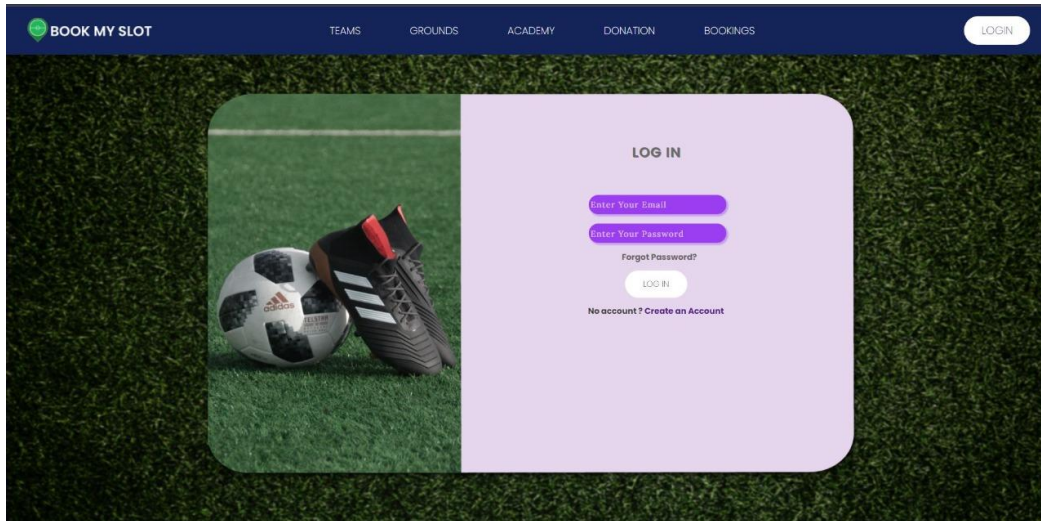 BOOK MY SLOT
TEAMS GROUNDS ACADEMY DONATION BOOKINGS
LOGIN
LOG IN
Enter Your Email
Enter Your Password
Forgot Password?
LOG IN
No account ? Create an Account
adidas
TELSTAR